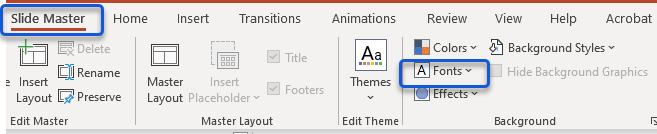 Slide Master Home Insert Transitions Animations Review View Help Acrobat
Insert Layout
Delete
Rename
Preserve
Edit Master
Master Layout
Insert Placeholder
Title
Footers
Master Layout
Aa
Themes
Edit Theme
Colors
A Fonts
Effects
Background Styles
Hide Background Graphics
Background